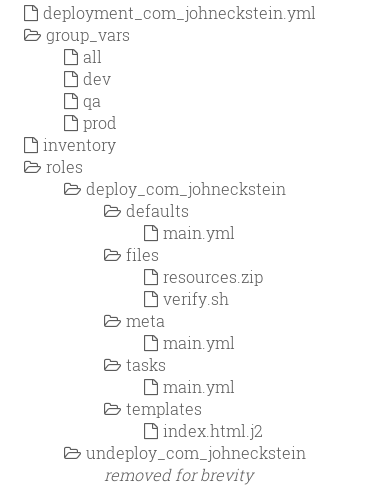 deployment_com_johneckstein.yml
group_vars
all
dev
qa
prod
inventory
roles
deploy_com_johneckstein
defaults
main.yml
files
resources.zip
verify.sh
meta
main.yml
tasks
main.yml
templates
index.html.j2
undeploy_com_johneckstein
removed for brevity